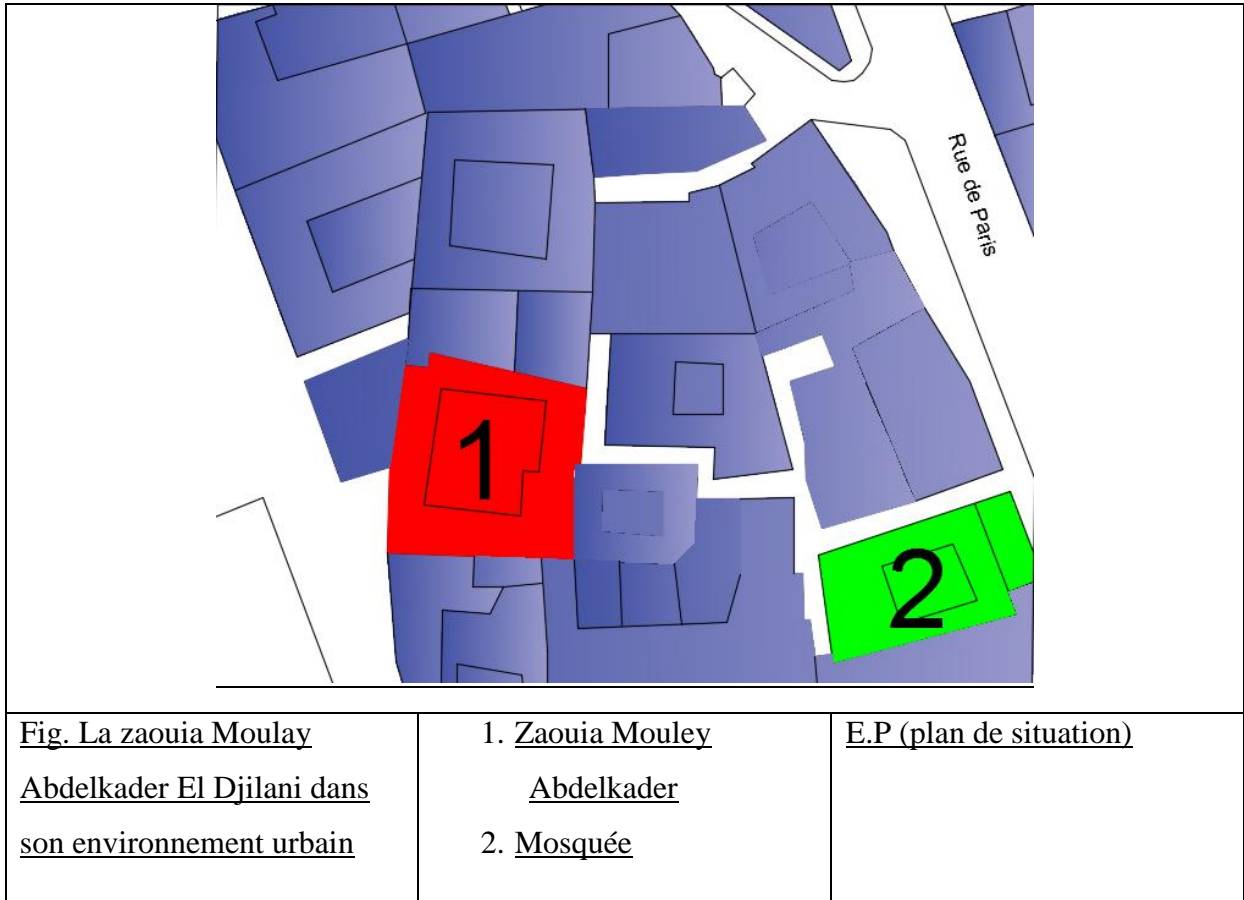 Rue de Paris
1
2
Fig. La zaouia Moulay
Abdelkader El Djilani dans
son environnement urbain
1. Zaouia Mouley
Abdelkader
2. Mosquée
E.P (plan de situation)